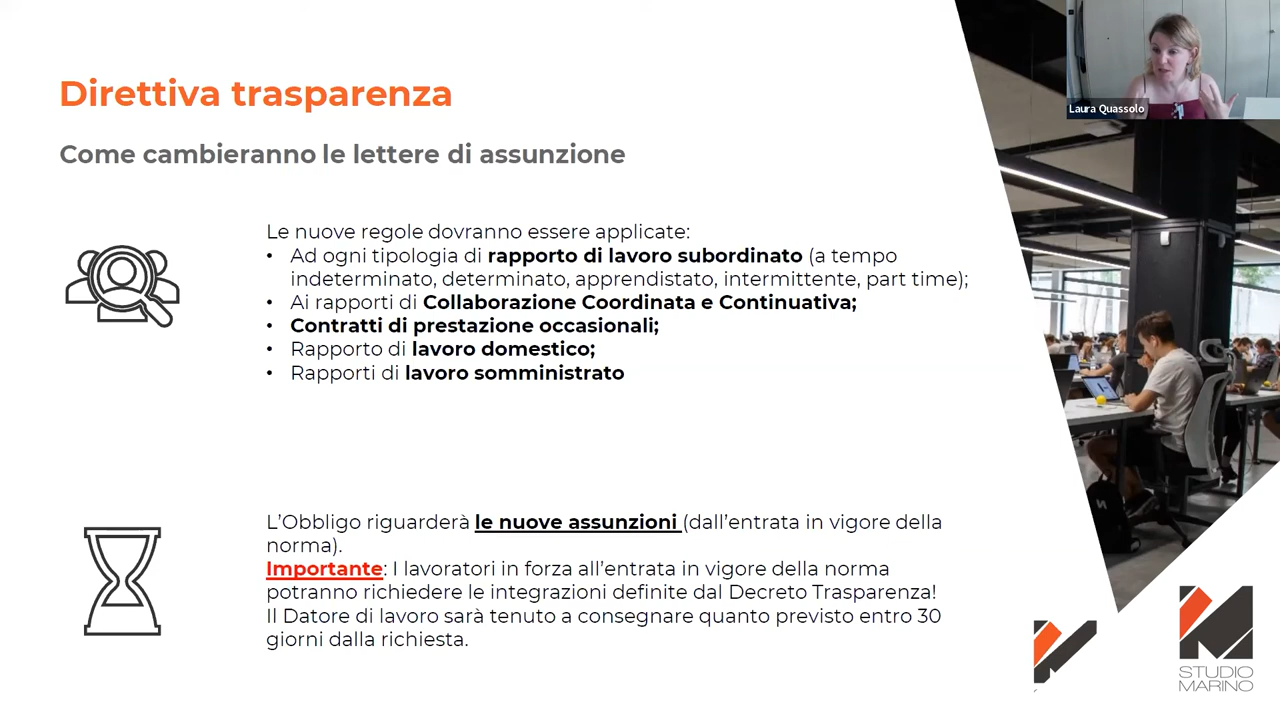 Direttiva trasparenza
Laura Quassolo
Come cambieranno le lettere di assunzione
Le nuove regole dovranno essere applicate:
• Ad ogni tipologia di rapporto di lavoro subordinato (a tempo
indeterminato, determinato, apprendistato, intermittente, part time);
• Ai rapporti di Collaborazione Coordinata e Continuativa;
• Contratti di prestazione occasionali;
• Rapporto di lavoro domestico;
• Rapporti di lavoro somministrato
L'Obbligo riguarderà le nuove assunzioni (dall'entrata in vigore della
norma).
Importante: I lavoratori in forza all'entrata in vigore della norma
potranno richiedere le integrazioni definite dal Decreto Trasparenza!
Il Datore di lavoro sarà tenuto a consegnare quanto previsto entro 30
giorni dalla richiesta.
STUDIO
MARINO